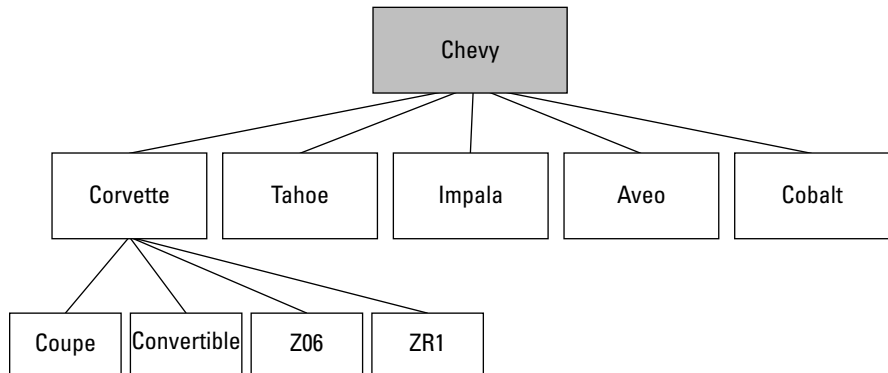 Chevy
Corvette
Tahoe
Impala
Aveo
Cobalt
Coupe
Convertible
Z06
ZR1